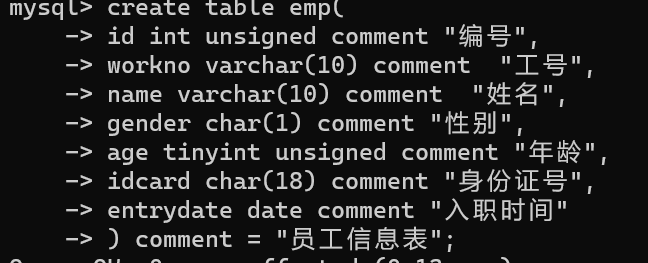 mysql> create table emp(
    -> id int unsigned comment "编号",
    -> workno varchar(10) comment  "工号",
    -> name varchar(10) comment  "姓名",
    -> gender char(1) comment "性别",
    -> age tinyint unsigned comment "年龄",
    -> idcard char(18) comment "身份证号",
    -> entrydate date comment "入职时间"
    -> ) comment = "员工信息表";